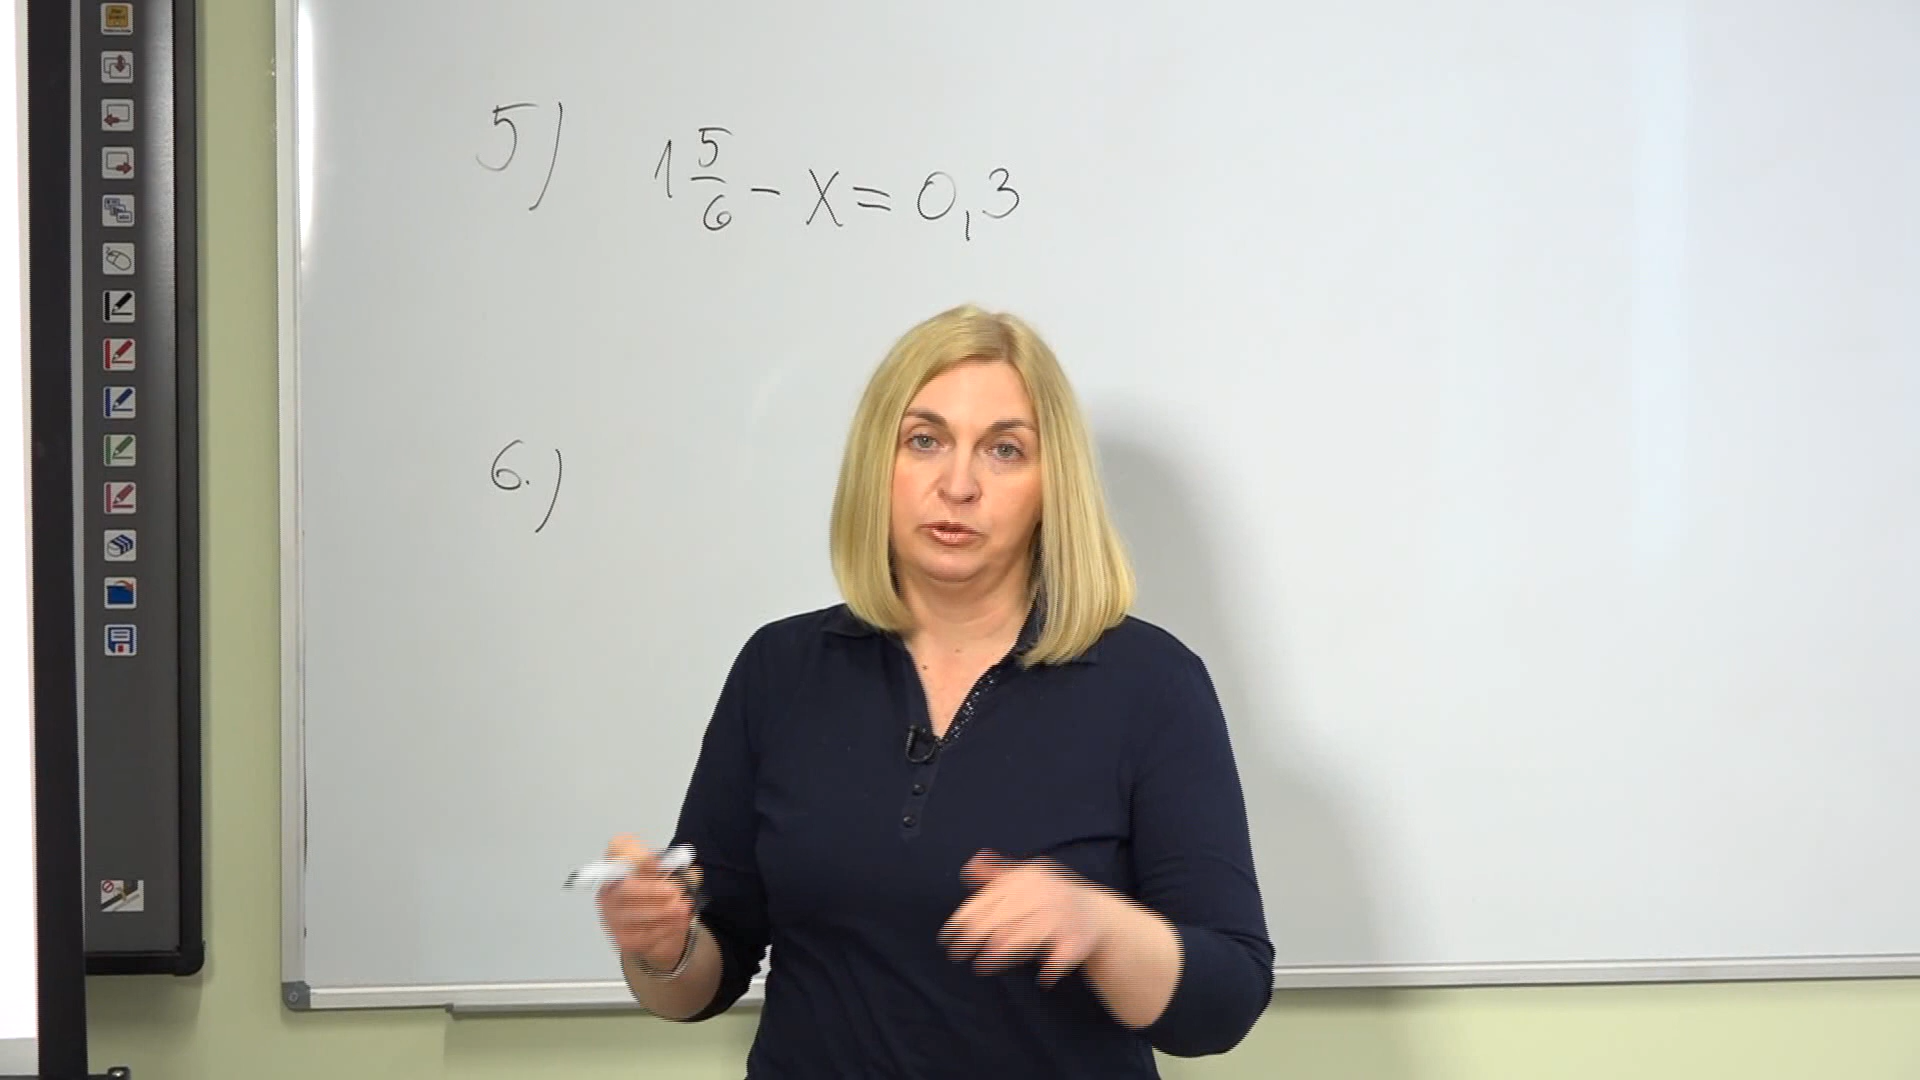 5) 1 5/6 - x = 0,3
6.)